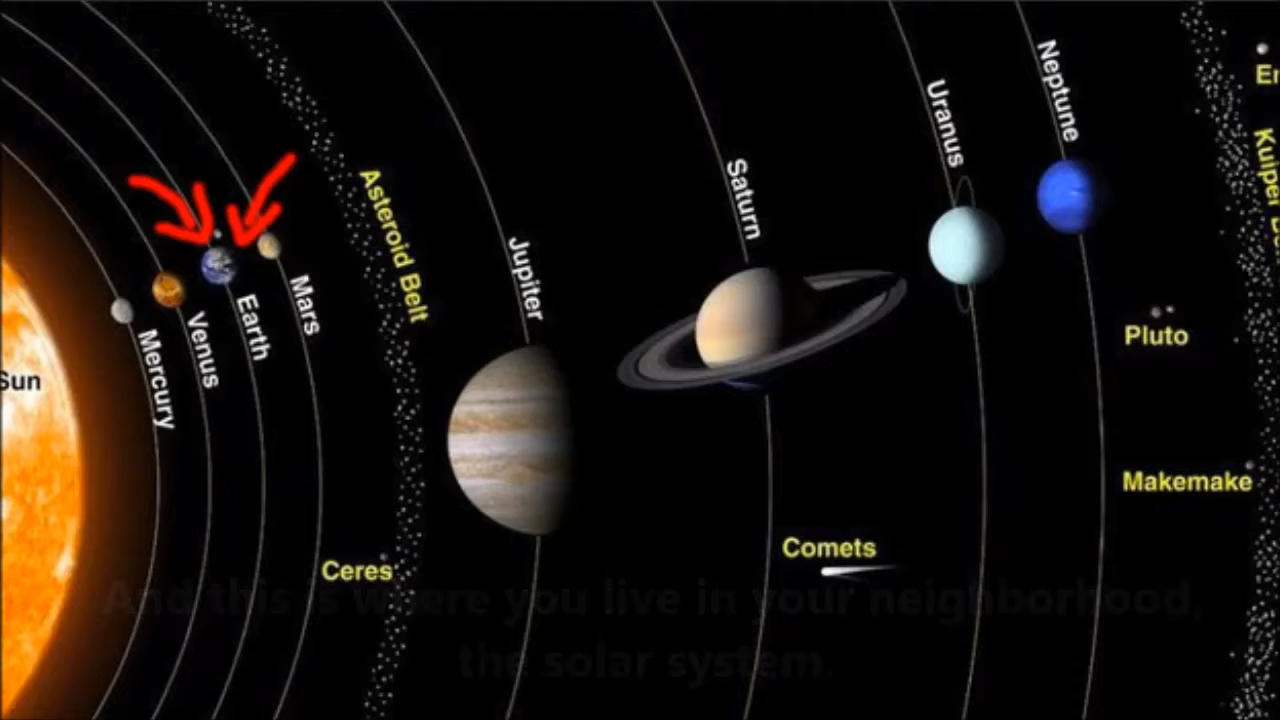 Neptune
Uranus
Saturn
Jupiter
Asteroid Belt
Mars
Earth
Venus
Mercury
Sun
Pluto
Makemake
Comets
Ceres
Kuiper
And this is where you live in your neighborhood,
the solar system.